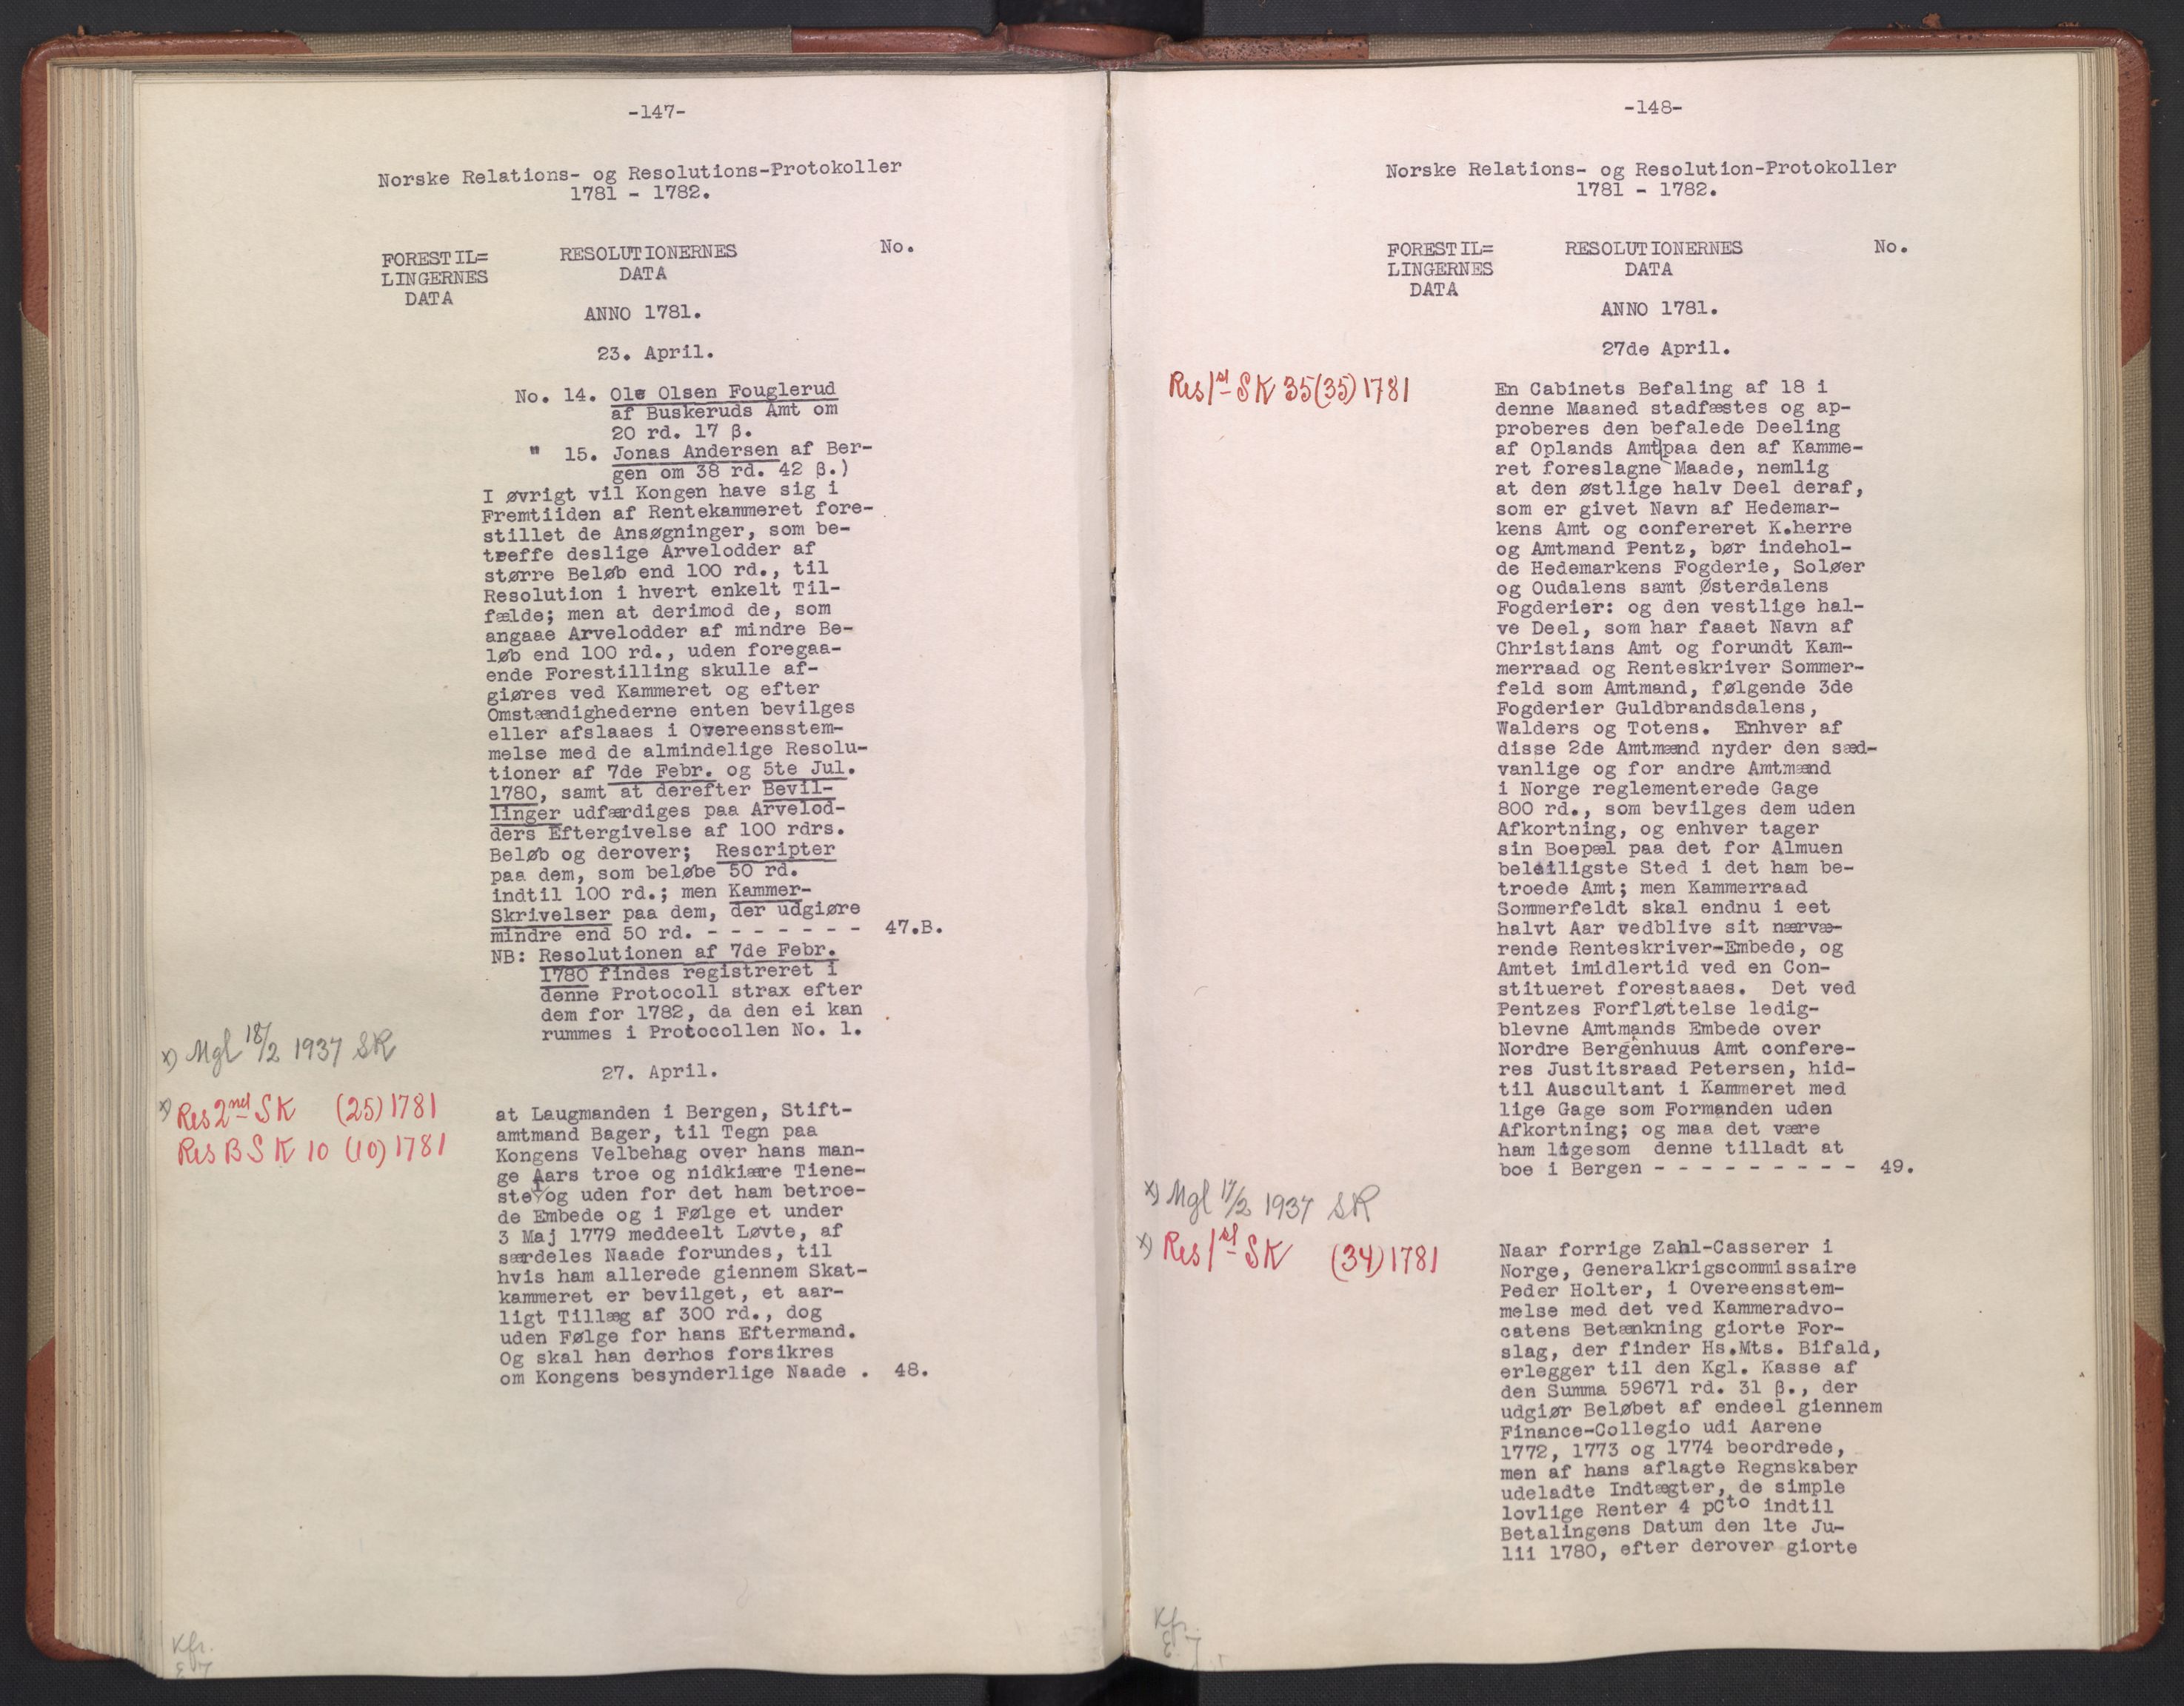 -147-
Norske Relations- og Resolutions-Protokoller
1781 - 1782.
FORESTIL=
LINGERNES
DATA
RESOLUTIONERNES
DATA
No.
ANNO 1781.
23. April.
No. 14. Ole Olsen Fouglerud
af Buskeruds Amt om
20 rd. 17 β.
" 15. Jonas Andersen af Ber-
gen om 38 rd. 42 β.)
I øvrigt vil Kongen have sig i
Fremtiiden af Rentekammeret fore-
stillet de Ansøgninger, som be-
treffe deslige Arvelodder af
større Beløb end 100 rd., til
Resolution i hvert enkelt Til-
fælde; men at derimod de, som
angaae Arvelodder af mindre Be-
løb end 100 rd., uden foregaa-
ende Forestilling skulle af-
giøres ved Kammeret og efter
Omstændighederne enten bevilges
eller afslaaes i Overeensstem-
melse med de almindelige Resolu-
tioner af 7de Febr. og 5te Jul.
1780, samt at derefter Bevil-
linger udfærdiges paa Arvelod-
ders Eftergivelse af 100 rdrs.
Beløb og derover; Rescripter
paa dem, som beløbe 50 rd.
indtil 100 rd.; men Kammer-
Skrivelser paa dem, der udgiøre
mindre end 50 rd. - - - - - - - 47.B.
NB: Resolutionen af 7de Febr.
1780 findes registreret i
denne Protocoll strax efter
dem for 1782, da den ei kan
rummes i Protocollen No. 1.
x) Mgl 18/2 1937 SR
27. April.
x) Res 2nd SK (25) 1781
Res B S K 10 (10) 1781
at Laugmanden i Bergen, Stift-
amtmand Bager, til Tegn paa
Kongens Velbehag over hans man-
ge Aars troe og nidkiære Tiene-
ste i og uden for det ham betroe-
de Embede og i Følge et under
3 Maj 1779 meddeelt Løvte, af
særdeles Naade forundes, til
hvis ham allerede giennem Skat-
kammeret er bevilget, et aar-
ligt Tillæg af 300 rd., dog
uden Følge for hans Eftermand.
Og skal han derhos forsikres
om Kongens besynderlige Naade . 48.
Kfr.
-148-
Norske Relations- og Resolution-Protokoller
1781 - 1782.
FORESTIL=
LINGERNES
DATA
RESOLUTIONERNES
DATA
No.
ANNO 1781.
27de April.
Res 1st SK 35(35) 1781
En Cabinets Befaling af 18 i
denne Maaned stadfæstes og ap-
proberes den befalede Deeling
af Oplands Amt paa den af Kamme-
ret foreslagne Maade, nemlig
at den østlige halv Deel deraf,
som er givet Navn af Hedemar-
kens Amt og confereret K.herre
og Amtmand Pentz, bør indehol-
de Hedemarkens Fogderie, Soløer
og Oudalens samt Østerdalens
Fogderier: og den vestlige hal-
ve Deel, som har faaet Navn af
Christians Amt og forundt Kam-
merraad og Renteskriver Sommer-
feld som Amtmand, følgende 3de
Fogderier Guldbrandsdalens,
Walders og Totens. Enhver af
disse 2de Amtmænd nyder den sæd-
vanlige og for andre Amtmænd
i Norge reglementerede Gage
800 rd., som bevilges dem uden
Afkortning, og enhver tager
sin Boepæl paa det for Almuen
beleiligste Sted i det ham be-
troede Amt; men Kammerraad
Sommerfeldt skal endnu i eet
halvt Aar vedblive sit nærvæ-
rende Renteskriver-Embede, og
Amtet imidlertid ved en Con-
stitueret forestaaes. Det ved
Pentzes Forfløttelse ledig-
blevne Amtmands Embede over
Nordre Bergenhuus Amt confere-
res Justitsraad Petersen, hid-
til Auscultant i Kammeret med
lige Gage som Formanden uden
Afkortning; og maa det være
ham ligesom denne tilladt at
boe i Bergen - - - - - - - - - 49.
x) Mgl 17/2 1937 SR
x) Res 1st SK (34) 1781
Naar forrige Zahl-Casserer i
Norge, Generalkrigscommissaire
Peder Holter, i Overeensstem-
melse med det ved Kammeradvo-
catens Betænkning giorte For-
slag, der finder Hs.Mts. Bifald,
erlegger til den Kgl. Kasse af
den Summa 59671 rd. 31 β., der
udgiør Beløbet af endeel giennem
Finance-Collegio udi Aarene
1772, 1773 og 1774 beordrede,
men af hans aflagte Regnskaber
udeladte Indtægter, de simple
lovlige Renter 4 pCto indtil
Betalingens Datum den 1te Ju-
lii 1780, efter derover giorte
Kfr.